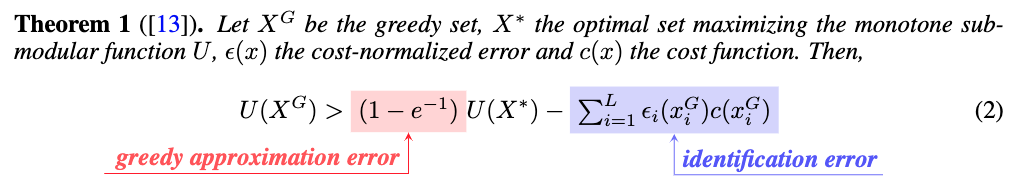 Theorem 1 ([13]). Let X^G be the greedy set, X* the optimal set maximizing the monotone sub-
modular function U, ϵ(x) the cost-normalized error and c(x) the cost function. Then,
U(X^G) > (1 − e^{−1}) U(X*) − ∑_{i=1}^{L} ϵ_i(x_i^G)c(x_i^G) (2)
greedy approximation error
identification error